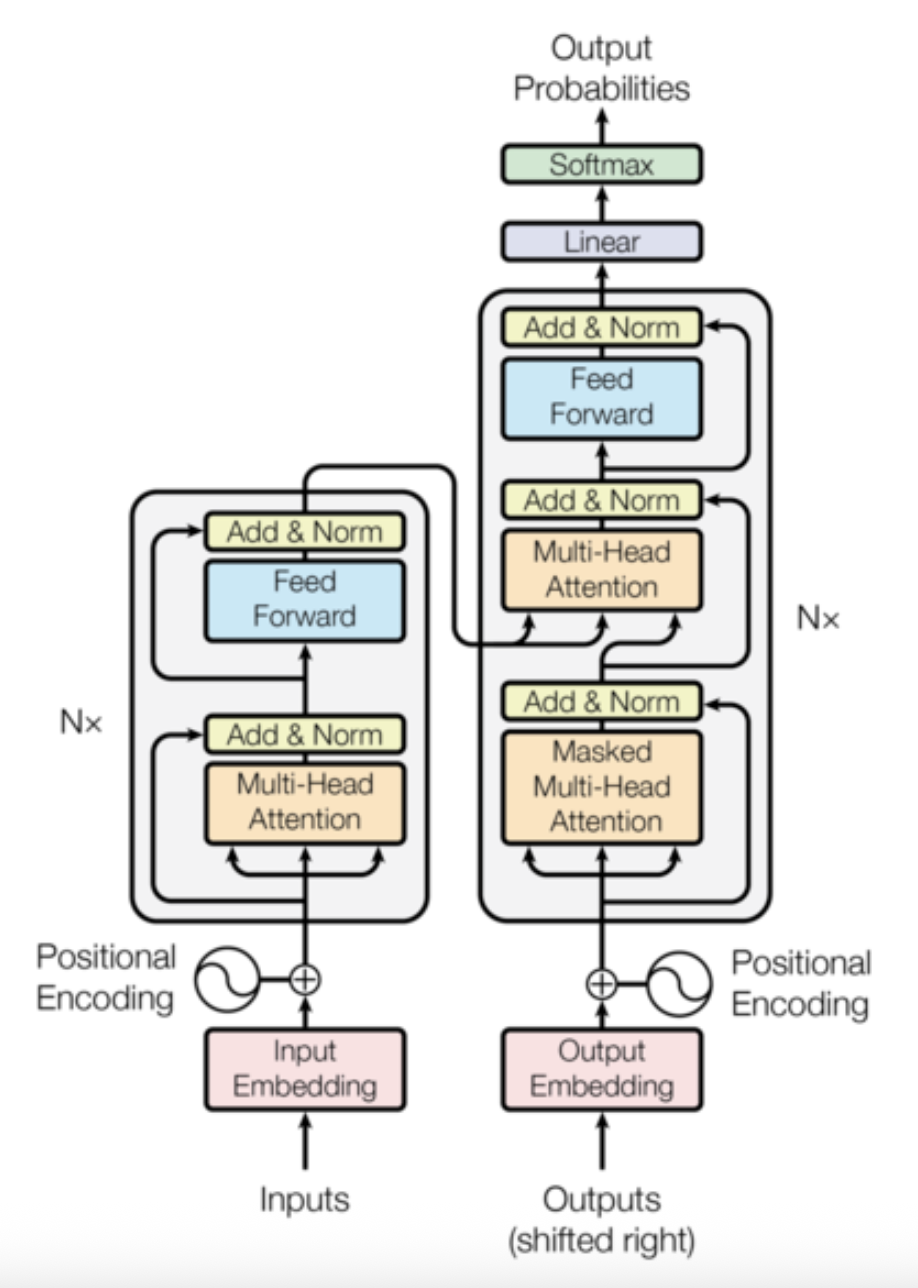 Output
Probabilities
Softmax
Linear
Add & Norm
Feed
Forward
Add & Norm
Multi-Head
Attention
Add & Norm
Masked
Multi-Head
Attention
Nx
Positional
Encoding
Output
Embedding
Outputs
(shifted right)
Add & Norm
Feed
Forward
Add & Norm
Multi-Head
Attention
Nx
Positional
Encoding
Input
Embedding
Inputs